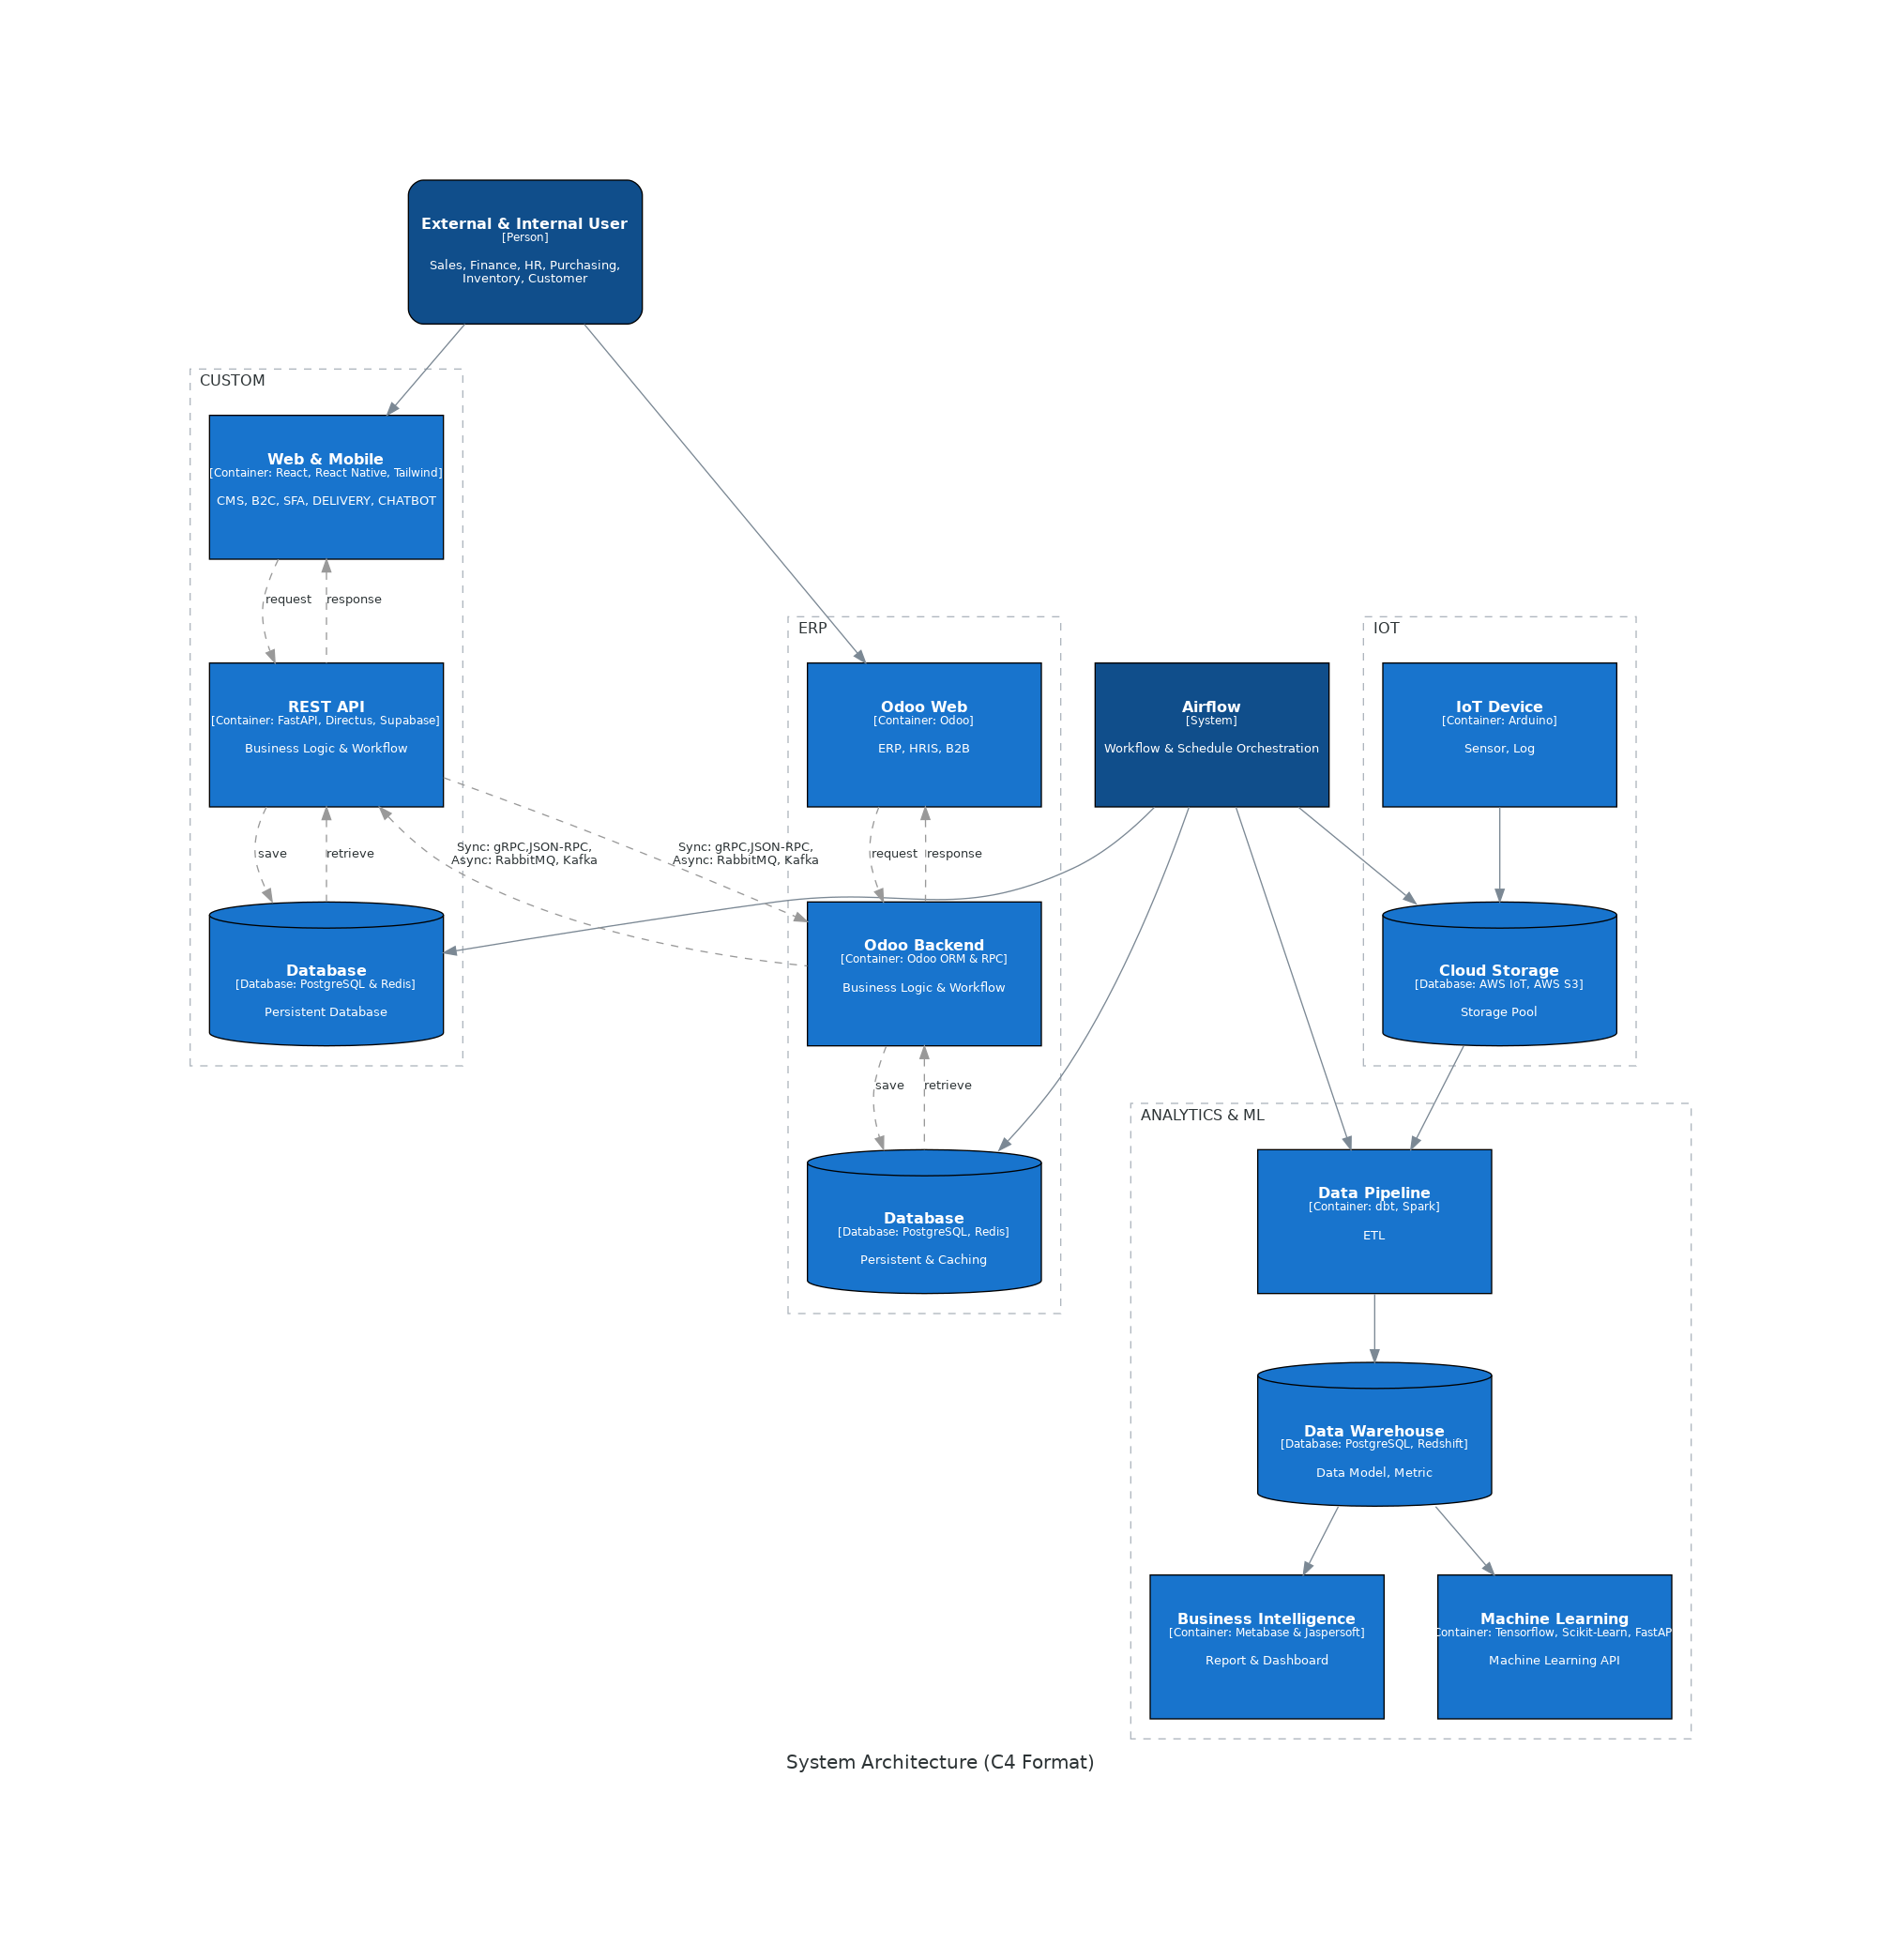 External & Internal User
[Person]
Sales, Finance, HR, Purchasing,
Inventory, Customer
CUSTOM
Web & Mobile
[Container: React, React Native, Tailwind]
CMS, B2C, SFA, DELIVERY, CHATBOT
request
response
REST API
[Container: FastAPI, Directus, Supabase]
Business Logic & Workflow
save
retrieve
Database
[Database: PostgreSQL & Redis]
Persistent Database
Sync: gRPC,JSON-RPC,
Async: RabbitMQ, Kafka
Sync: gRPC,JSON-RPC,
Async: RabbitMQ, Kafka
ERP
Odoo Web
[Container: Odoo]
ERP, HRIS, B2B
request
response
Odoo Backend
[Container: Odoo ORM & RPC]
Business Logic & Workflow
save
retrieve
Database
[Database: PostgreSQL, Redis]
Persistent & Caching
Airflow
[System]
Workflow & Schedule Orchestration
IOT
IoT Device
[Container: Arduino]
Sensor, Log
Cloud Storage
[Database: AWS IoT, AWS S3]
Storage Pool
ANALYTICS & ML
Data Pipeline
[Container: dbt, Spark]
ETL
Data Warehouse
[Database: PostgreSQL, Redshift]
Data Model, Metric
Business Intelligence
[Container: Metabase & Jaspersoft]
Report & Dashboard
Machine Learning
Container: Tensorflow, Scikit-Learn, FastAP
Machine Learning API
System Architecture (C4 Format)